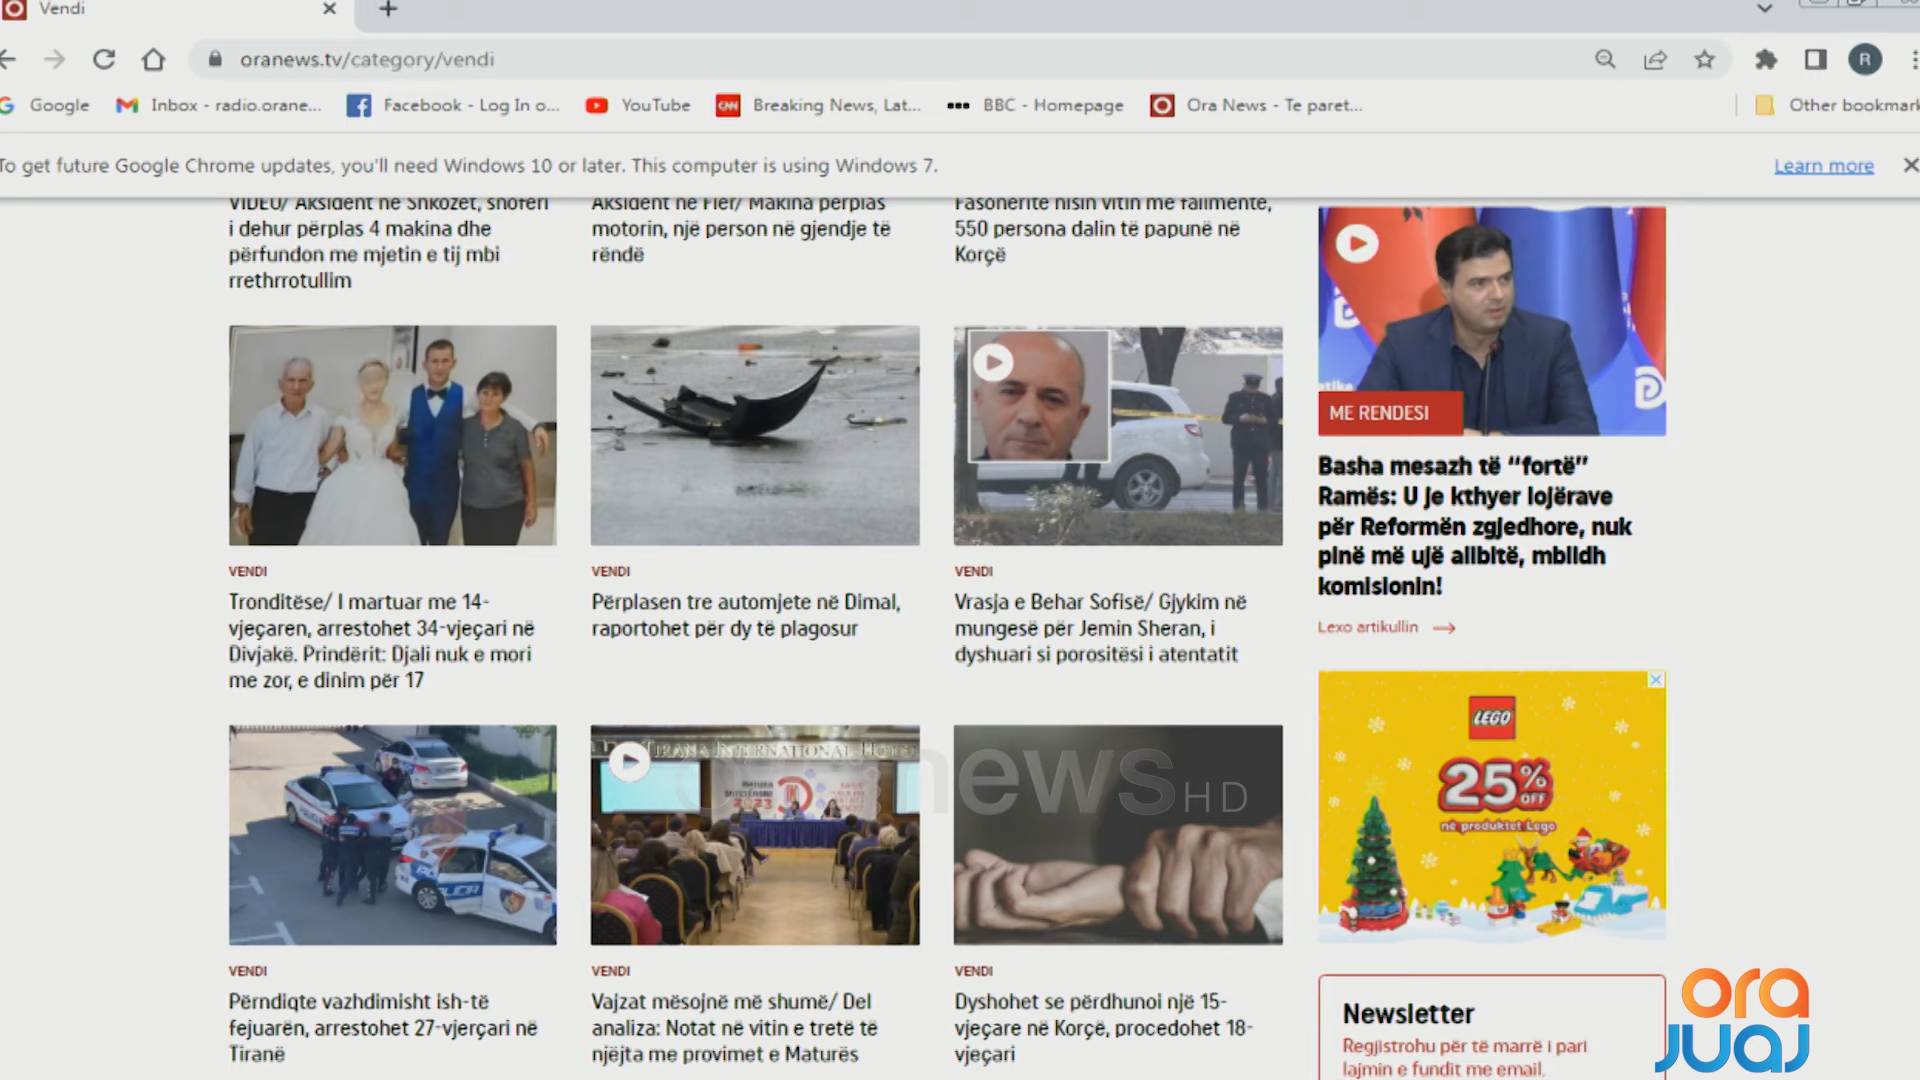 Vendi
oranews.tv/category/vendi
R
Google
Inbox - radio.orane...
Facebook - Log In o...
YouTube
CNN
Breaking News, Lat...
BBC - Homepage
Ora News - Te paret...
Other bookmark
To get future Google Chrome updates, you'll need Windows 10 or later. This computer is using Windows 7.
Learn more
VIDEO/ Aksident në Shkozet, shoferi
i dehur përplas 4 makina dhe
përfundon me mjetin e tij mbi
rrethrrotullim
Aksident në Fier/ Makina përplas
motorin, një person në gjendje të
rëndë
Fasoneritë nisin vitin me falimente,
550 persona dalin të papunë në
Korçë
ME RENDESI
Basha mesazh të “fortë”
Ramës: U je kthyer lojërave
për Reformën zgjedhore, nuk
pinë më ujë alibitë, mblidh
komisionin!
Lexo artikullin
VENDI
Tronditëse/ I martuar me 14-
vjeçaren, arrestohet 34-vjeçari në
Divjakë. Prindërit: Djali nuk e mori
me zor, e dinim për 17
VENDI
Përplasen tre automjete në Dimal,
raportohet për dy të plagosur
VENDI
Vrasja e Behar Sofisë/ Gjykim në
mungesë për Jemin Sheran, i
dyshuari si porositësi i atentatit
LEGO
25% OFF
në produktet Lego
TIRANA INTERNATIONAL HOTEL
MATURA
SHTETËRORE
2023
news HD
VENDI
Përndiqte vazhdimisht ish-të
fejuarën, arrestohet 27-vjerçari në
Tiranë
VENDI
Vajzat mësojnë më shumë/ Del
analiza: Notat në vitin e tretë të
njëjta me provimet e Maturës
VENDI
Dyshohet se përdhunoi një 15-
vjeçare në Korçë, procedohet 18-
vjeçari
Newsletter
Regjistrohu për të marrë i pari
lajmin e fundit me email.
ora
JUAJ